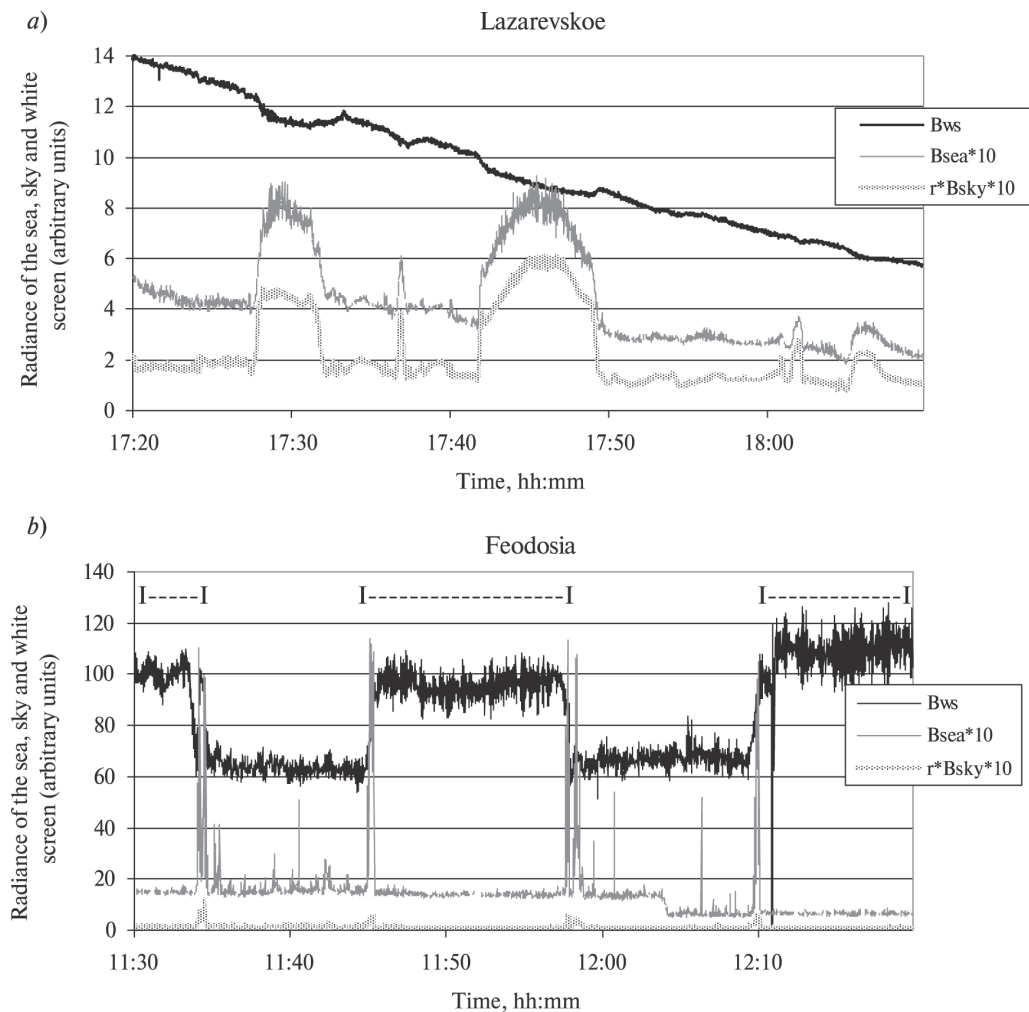 a)
Lazarevskoe
Radiance of the sea, sky and white
screen (arbitrary units)
14
12
10
8
6
4
2
0
17:20 17:30 17:40 17:50 18:00
Time, hh:mm
Bws
Bsea*10
r*Bsky*10
b)
Feodosia
Radiance of the sea, sky and white
screen (arbitrary units)
140
120
100
80
60
40
20
0
11:30 11:40 11:50 12:00 12:10
Time, hh:mm
Bws
Bsea*10
r*Bsky*10